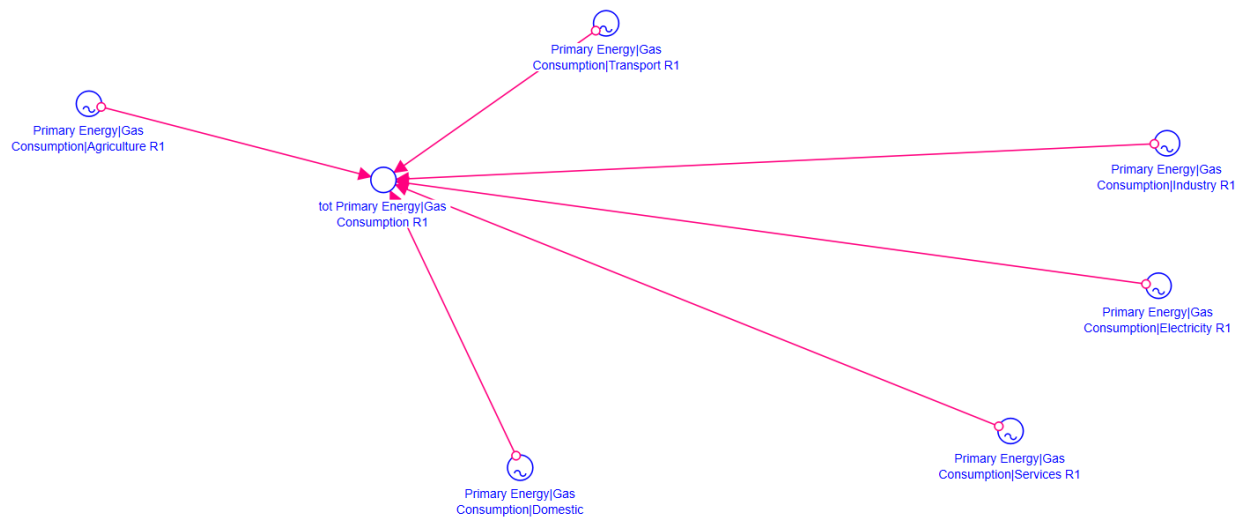 Primary Energy|Gas
Consumption|Transport R1
Primary Energy|Gas
Consumption|Agriculture R1
Primary Energy|Gas
Consumption|Industry R1
tot Primary Energy|Gas
Consumption R1
Primary Energy|Gas
Consumption|Electricity R1
Primary Energy|Gas
Consumption|Services R1
Primary Energy|Gas
Consumption|Domestic